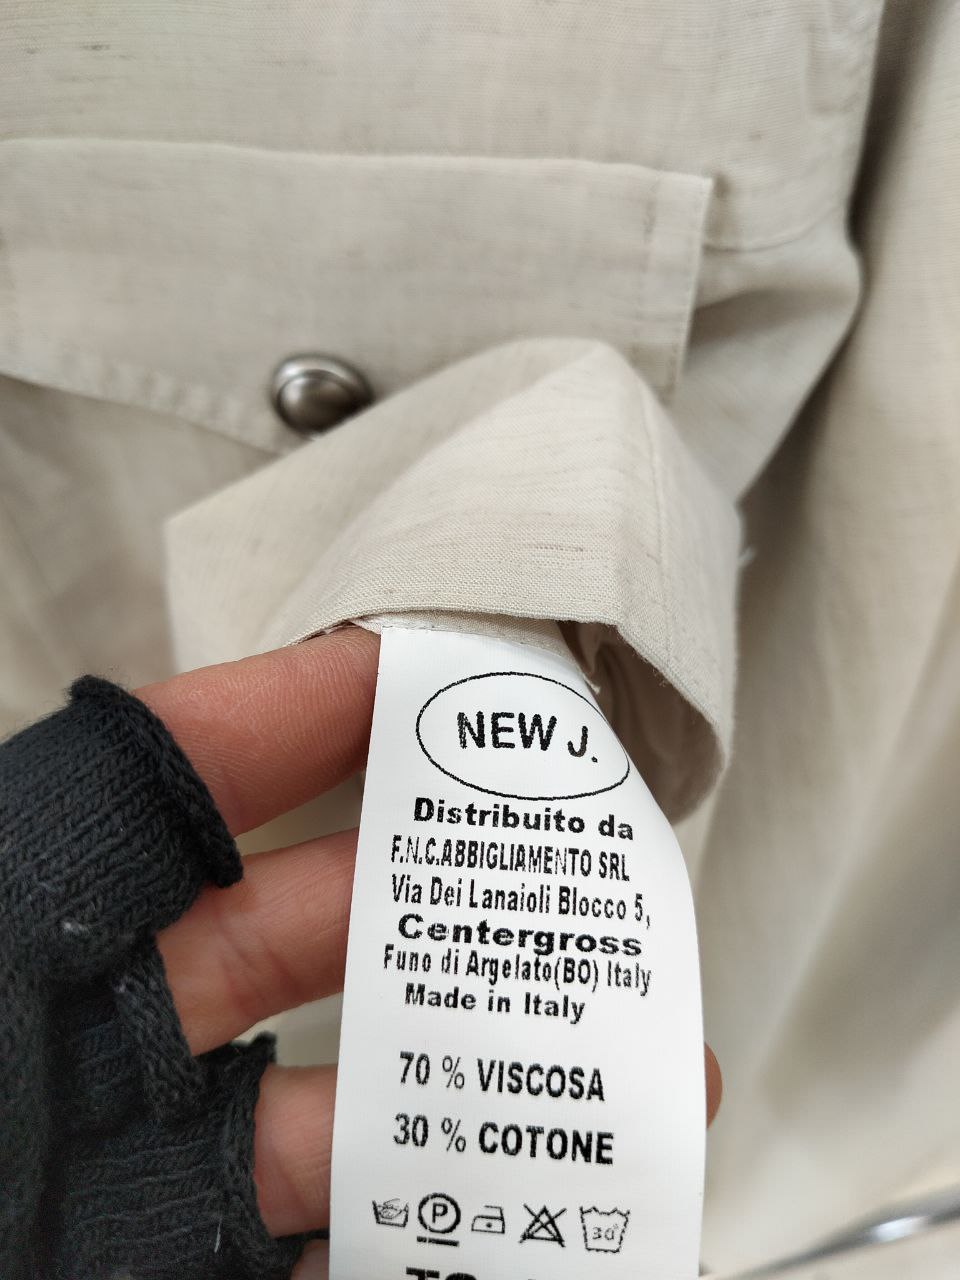 NEW J.
Distribuito da
F.N.C.ABBIGLIAMENTO SRL
Via Dei Lanaioli Blocco 5,
Centergross
Funo di Argelato(BO) Italy
Made in Italy
70 % VISCOSA
30 % COTONE
P
30°